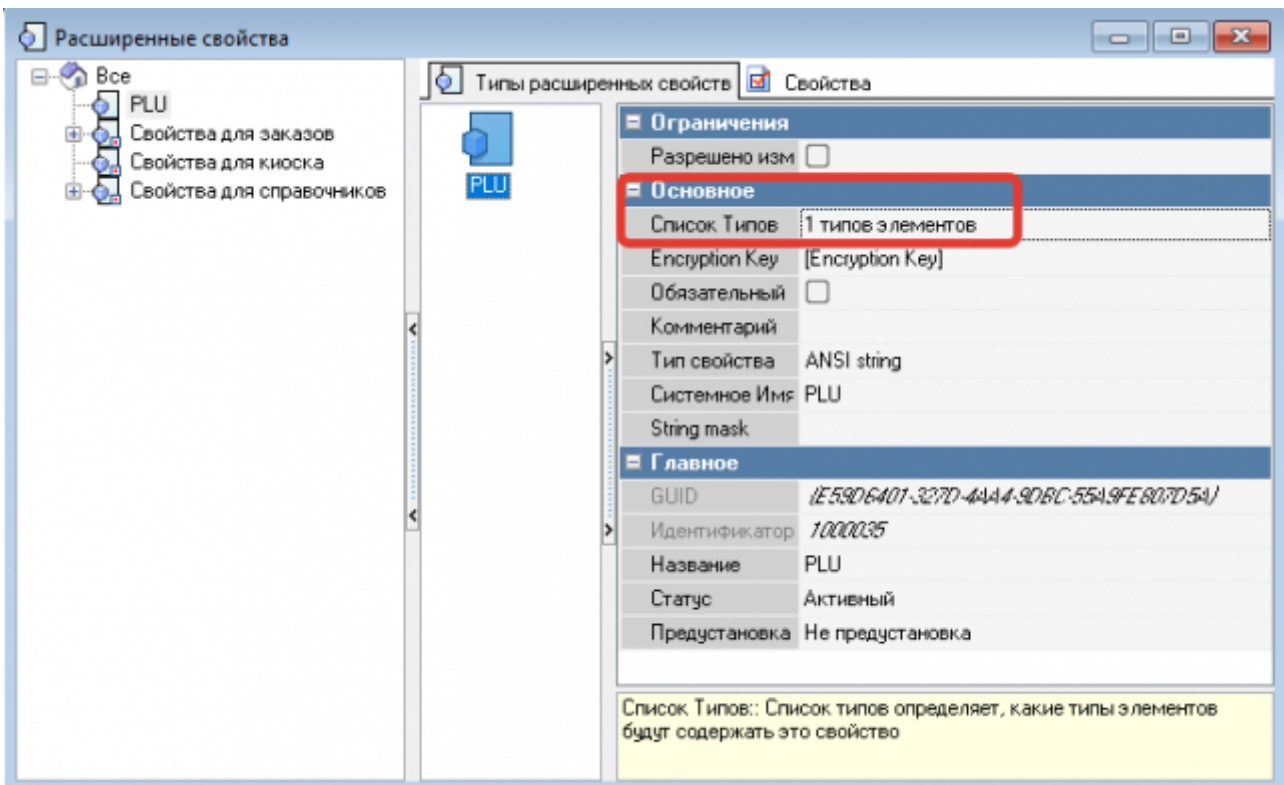 Расширенные свойства
Все
PLU
Свойства для заказов
Свойства для киоска
Свойства для справочников
Типы расширенных свойств
Свойства
PLU
Ограничения
Разрешено изм
Основное
Список Типов 1 типов элементов
Encryption Key [Encryption Key]
Обязательный
Комментарий
Тип свойства ANSI string
Системное Имя PLU
String mask
Главное
GUID {E59D6401-327D-4AA4-9DBC-55A9FE807D5A}
Идентификатор 1000035
Название PLU
Статус Активный
Предустановка Не предустановка
Список Типов:: Список типов определяет, какие типы элементов
будут содержать это свойство